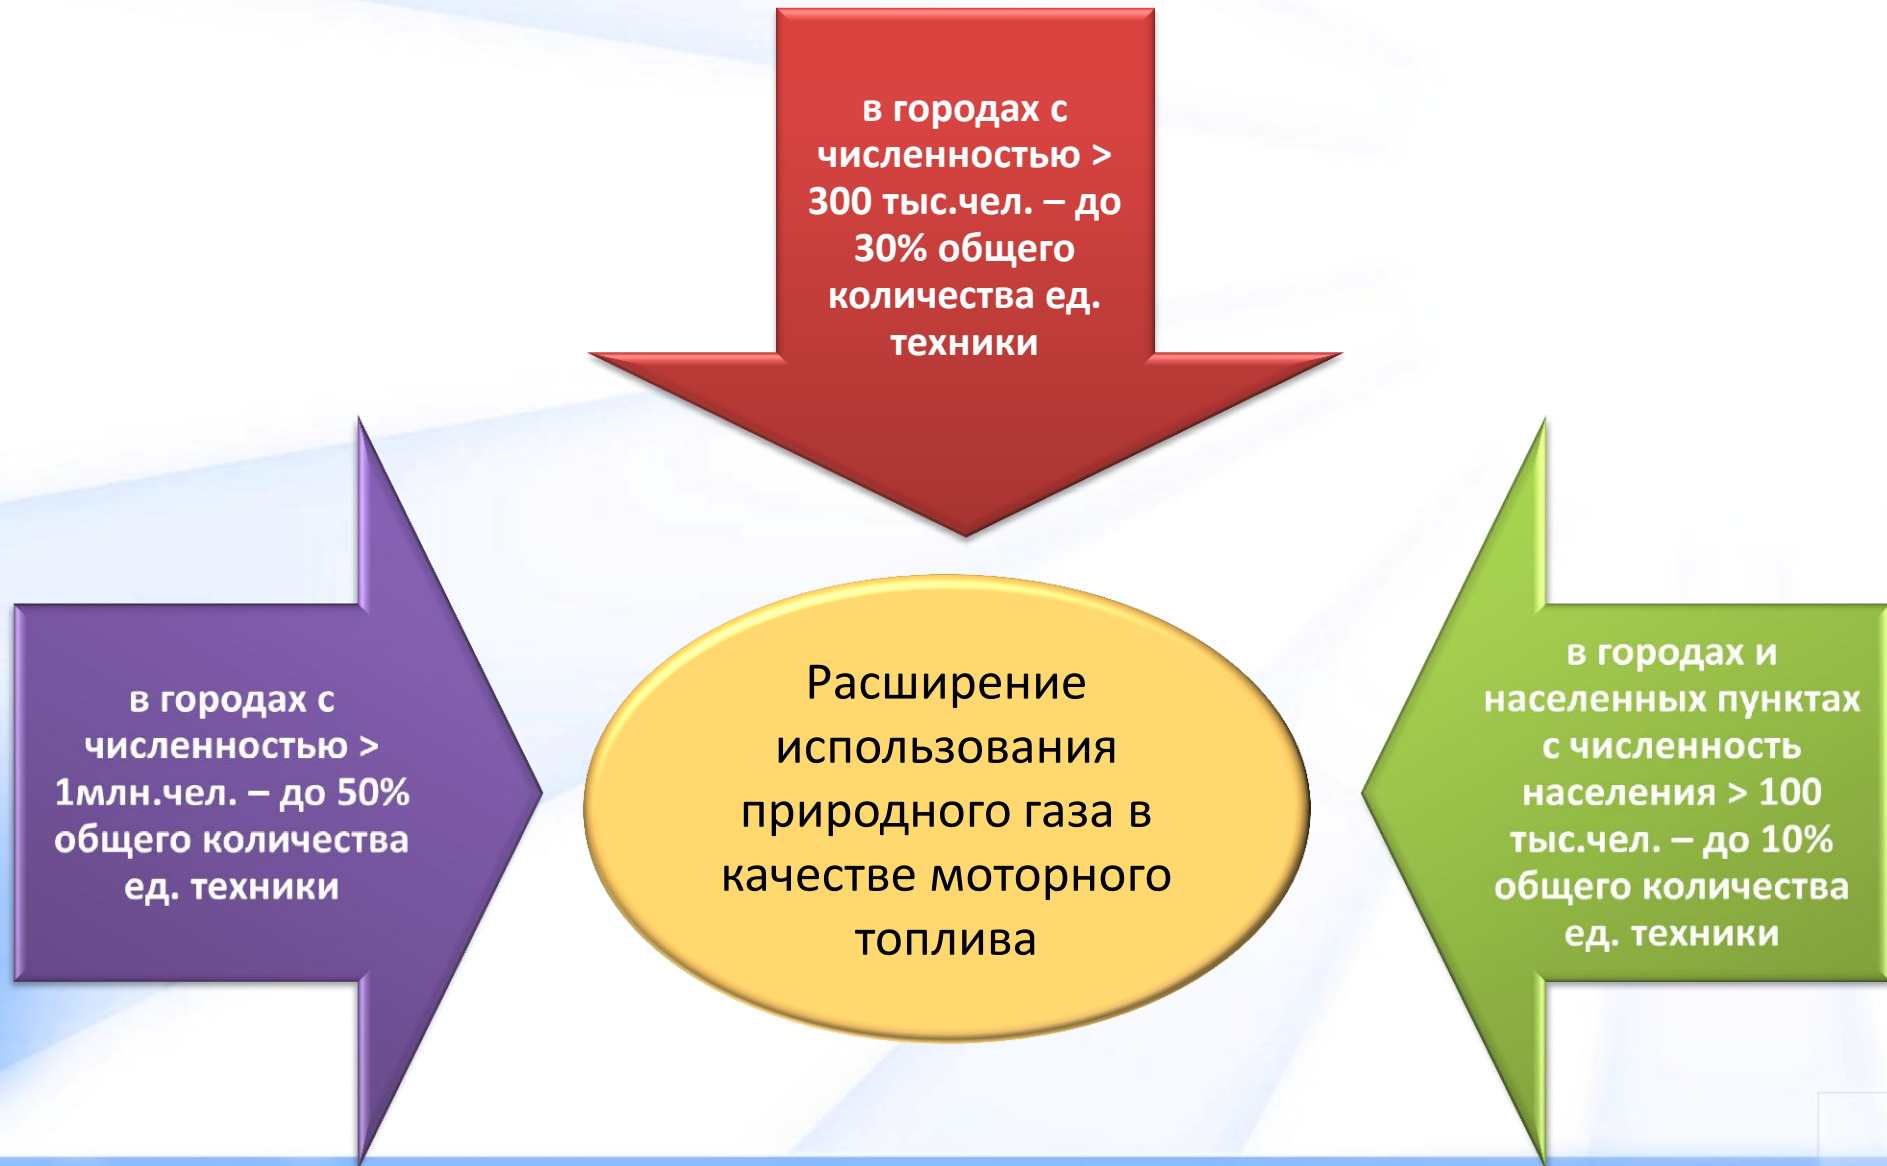 в городах с
численностью >
300 тыс.чел. – до
30% общего
количества ед.
техники
в городах с
численностью >
1млн.чел. – до 50%
общего количества
ед. техники
Расширение
использования
природного газа в
качестве моторного
топлива
в городах и
населенных пунктах
с численность
населения > 100
тыс.чел. – до 10%
общего количества
ед. техники